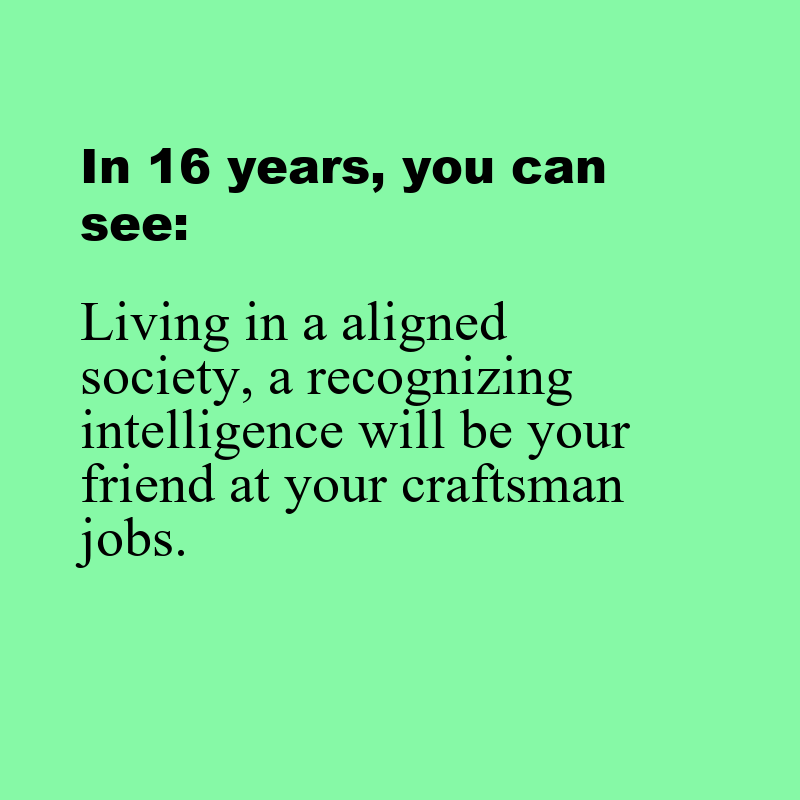 In 16 years, you can
see:
Living in a aligned
society, a recognizing
intelligence will be your
friend at your craftsman
jobs.